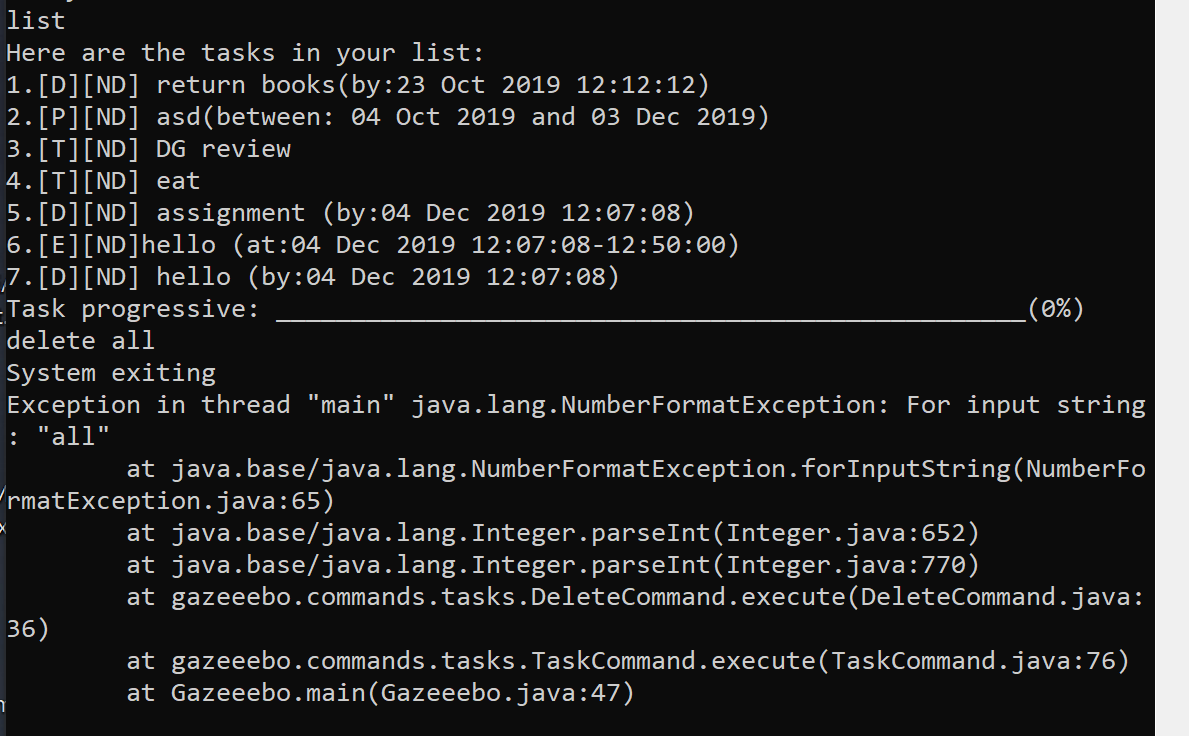 list
Here are the tasks in your list:
1.[D][ND] return books(by:23 Oct 2019 12:12:12)
2.[P][ND] asd(between: 04 Oct 2019 and 03 Dec 2019)
3.[T][ND] DG review
4.[T][ND] eat
5.[D][ND] assignment (by:04 Dec 2019 12:07:08)
6.[E][ND]hello (at:04 Dec 2019 12:07:08-12:50:00)
7.[D][ND] hello (by:04 Dec 2019 12:07:08)
Task progressive: __________________________________________________(0%)
delete all
System exiting
Exception in thread "main" java.lang.NumberFormatException: For input string
: "all"
        at java.base/java.lang.NumberFormatException.forInputString(NumberFo
rmatException.java:65)
        at java.base/java.lang.Integer.parseInt(Integer.java:652)
        at java.base/java.lang.Integer.parseInt(Integer.java:770)
        at gazeeebo.commands.tasks.DeleteCommand.execute(DeleteCommand.java:
36)
        at gazeeebo.commands.tasks.TaskCommand.execute(TaskCommand.java:76)
        at Gazeeebo.main(Gazeeebo.java:47)